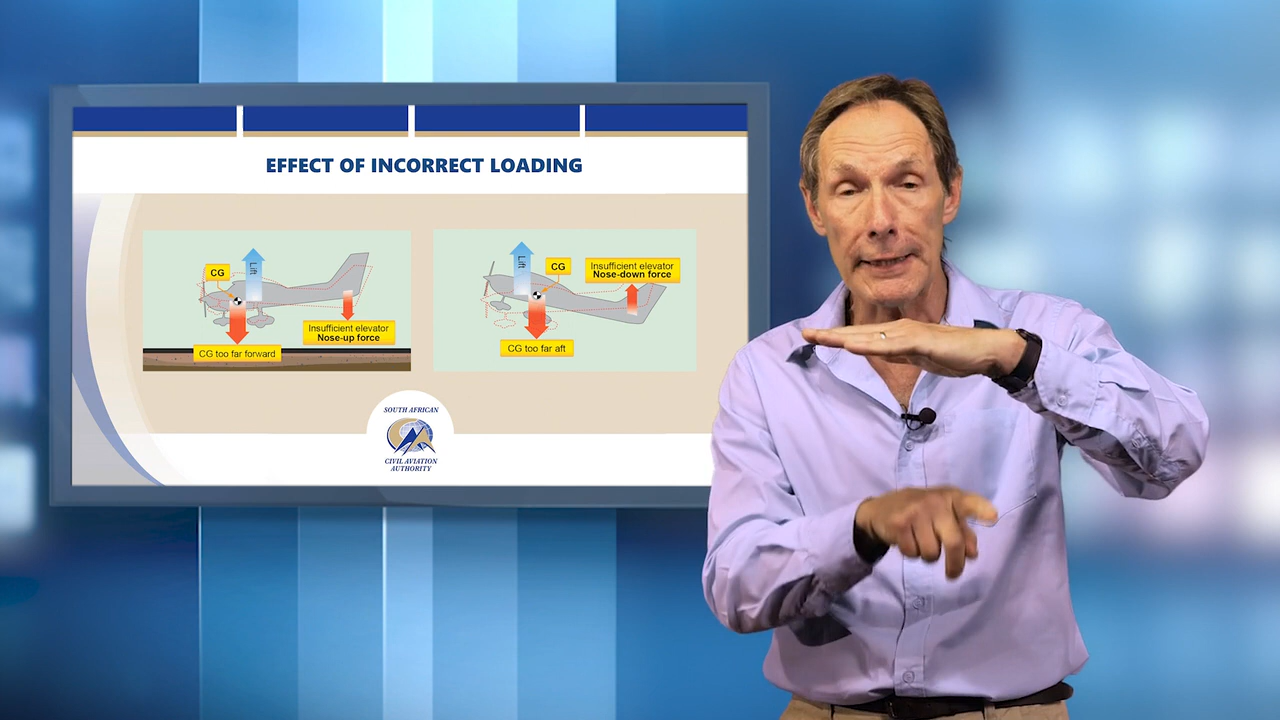 EFFECT OF INCORRECT LOADING
CG
Lift
Insufficient elevator
Nose-up force
CG too far forward
Lift
CG
Insufficient elevator
Nose-down force
CG too far aft
SOUTH AFRICAN
CIVIL AVIATION
AUTHORITY